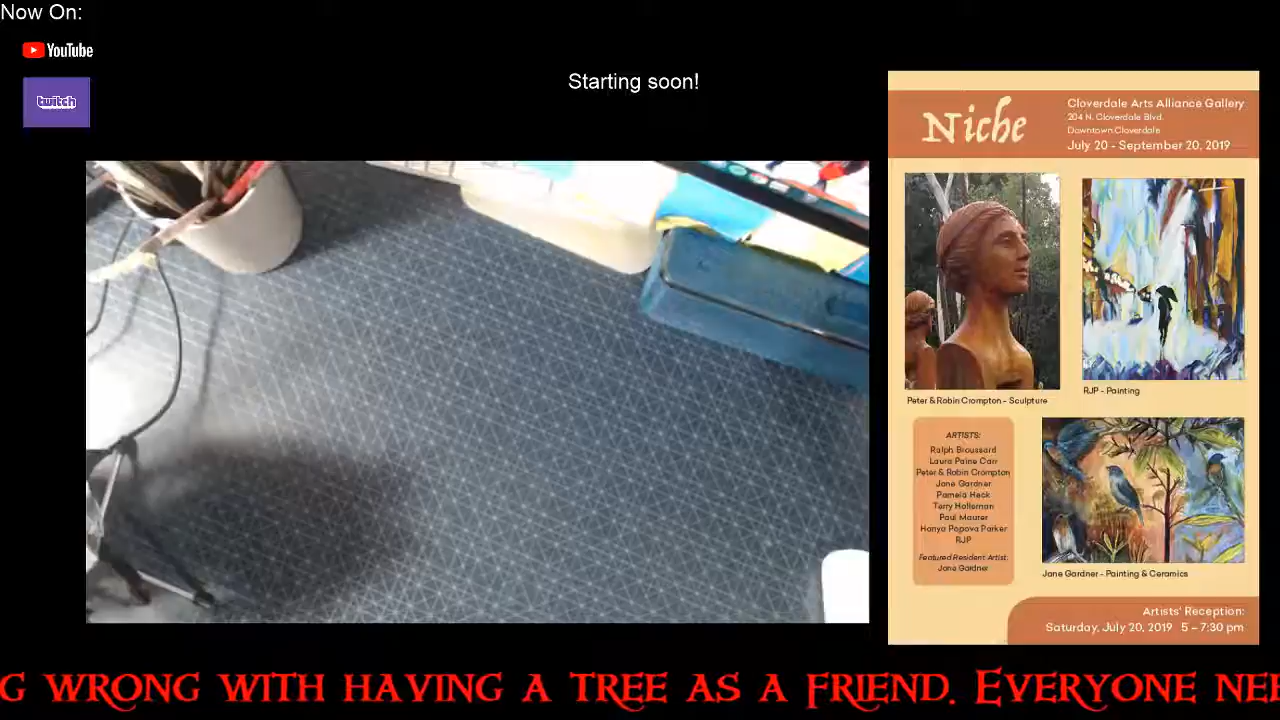 Now On:
YouTube
twitch
Starting soon!
Niche
Cloverdale Arts Alliance Gallery
204 N. Cloverdale Blvd.
Downtown Cloverdale
July 20 - September 20, 2019
Peter & Robin Crompton - Sculpture
RJP - Painting
ARTISTS:
Ralph Broussard
Laura Paine Carr
Peter & Robin Crompton
Jane Gardner
Pamela Heck
Terry Holleman
Paul Maurer
Hanya Popova Parker
RJP
Featured Resident Artist:
Jane Gardner
Jane Gardner - Painting & Ceramics
Artists' Reception:
Saturday, July 20, 2019 5 – 7:30 pm
G WRONG WITH HAVING A TREE AS A FRIEND. EVERYONE NEE